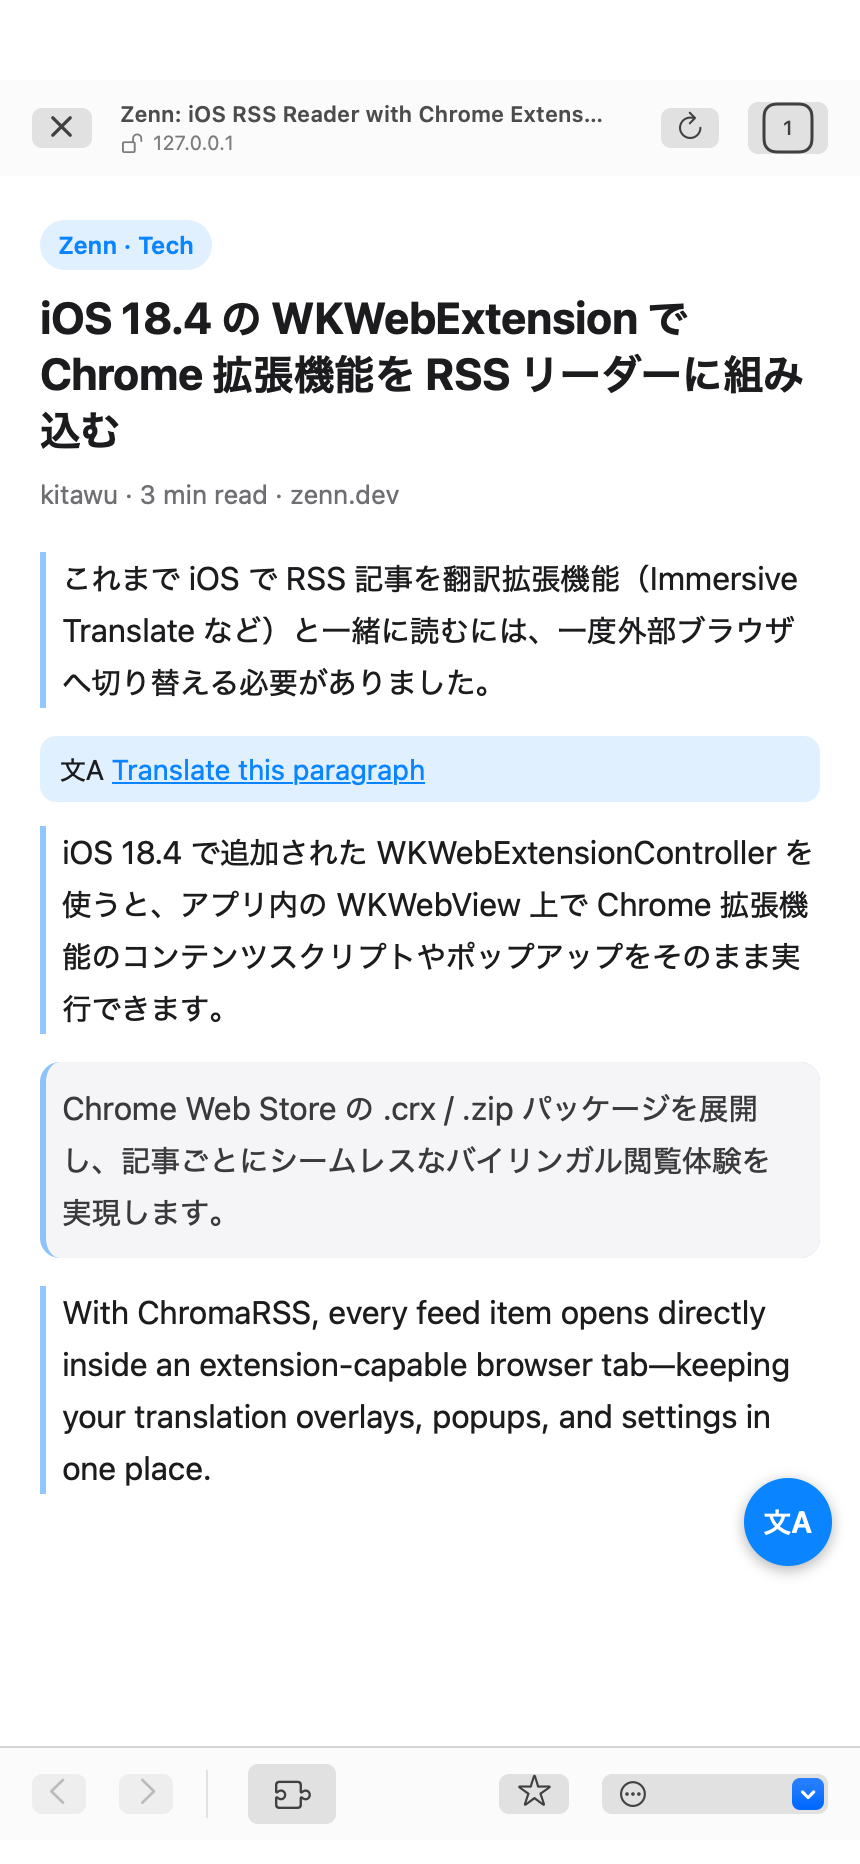 Zenn: iOS RSS Reader with Chrome Extens...
127.0.0.1
1
Zenn · Tech
iOS 18.4 の WKWebExtension で
Chrome 拡張機能を RSS リーダーに組み
込む
kitawu · 3 min read · zenn.dev
これまで iOS で RSS 記事を翻訳拡張機能（Immersive
Translate など）と一緒に読むには、一度外部ブラウザ
へ切り替える必要がありました。
文A Translate this paragraph
iOS 18.4 で追加された WKWebExtensionController を
使うと、アプリ内の WKWebView 上で Chrome 拡張機
能のコンテンツスクリプトやポップアップをそのまま実
行できます。
Chrome Web Store の .crx / .zip パッケージを展開
し、記事ごとにシームレスなバイリンガル閲覧体験を
実現します。
With ChromaRSS, every feed item opens directly
inside an extension-capable browser tab—keeping
your translation overlays, popups, and settings in
one place.
文A